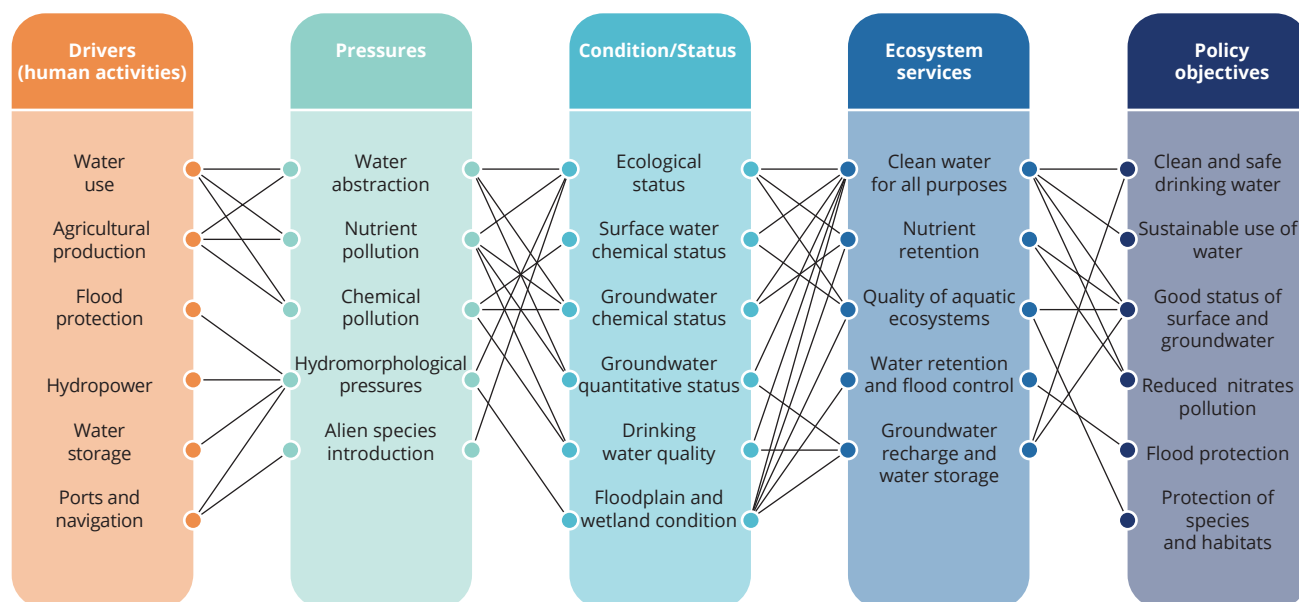 Drivers
(human activities)
Water
use
Agricultural
production
Flood
protection
Hydropower
Water
storage
Ports and
navigation
Pressures
Water
abstraction
Nutrient
pollution
Chemical
pollution
Hydromorphological
pressures
Alien species
introduction
Condition/Status
Ecological
status
Surface water
chemical status
Groundwater
chemical status
Groundwater
quantitative status
Drinking
water quality
Floodplain and
wetland condition
Ecosystem
services
Clean water
for all purposes
Nutrient
retention
Quality of aquatic
ecosystems
Water retention
and flood control
Groundwater
recharge and
water storage
Policy
objectives
Clean and safe
drinking water
Sustainable use of
water
Good status of
surface and
groundwater
Reduced nitrates
pollution
Flood protection
Protection of
species
and habitats